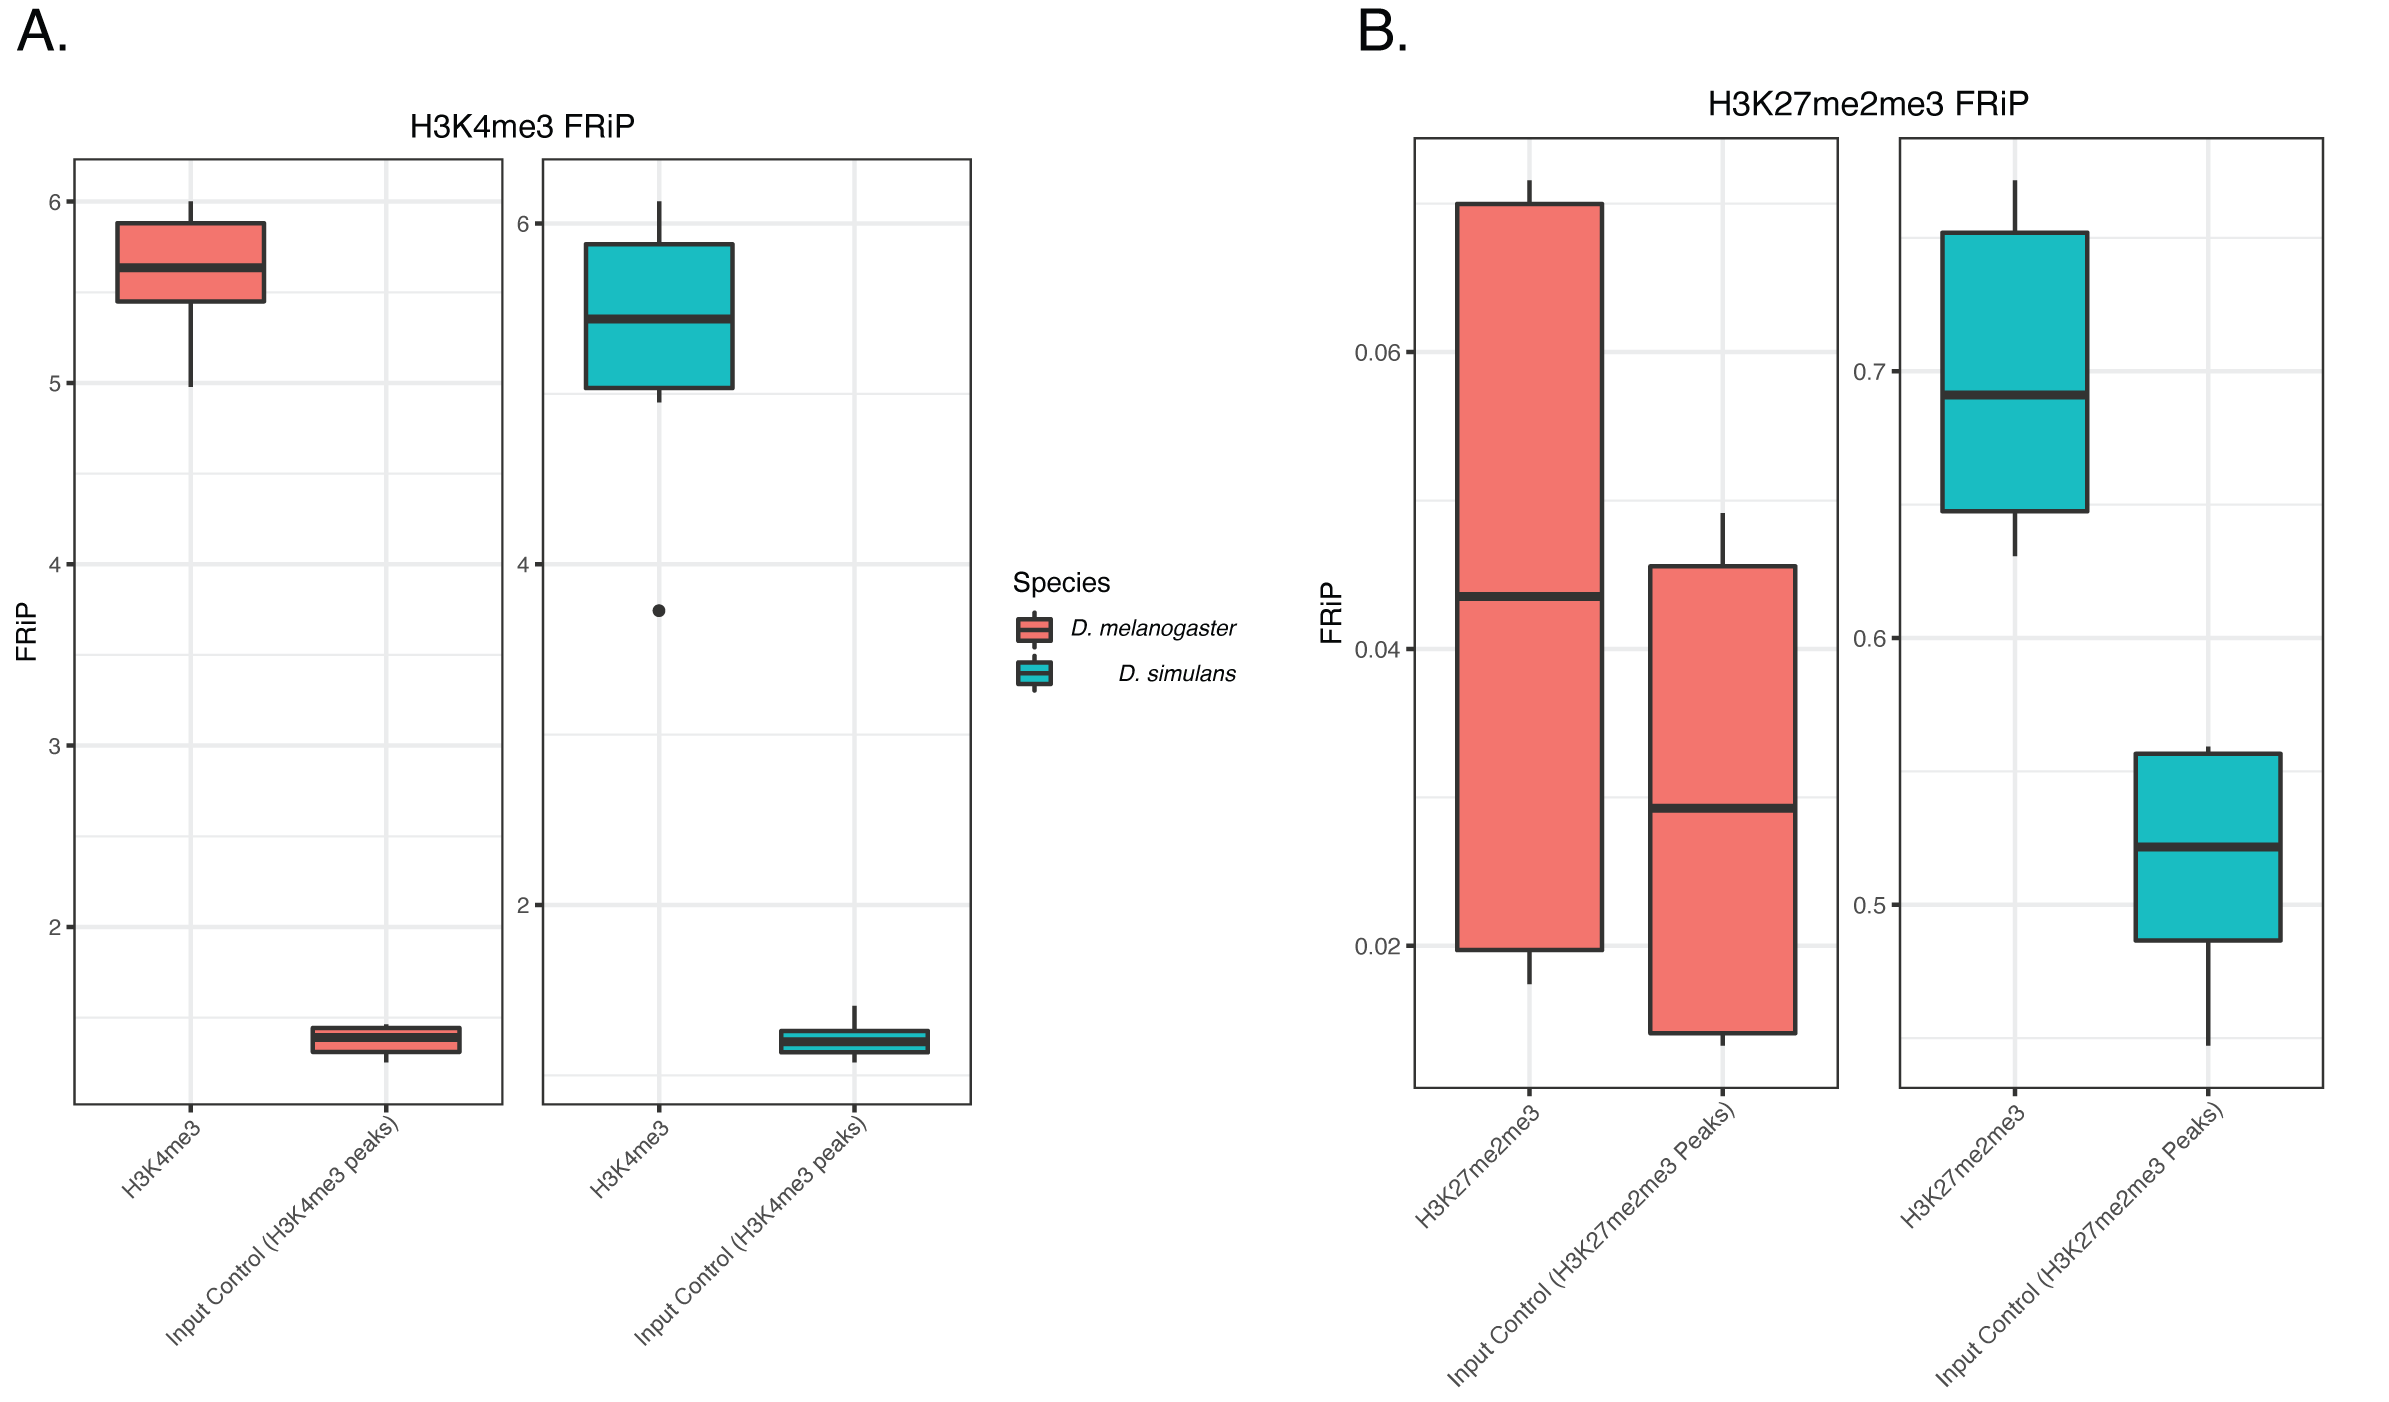 A.
H3K4me3 FRiP
FRiP
6
5
4
3
2
6
4
2
H3K4me3
Input Control (H3K4me3 peaks)
H3K4me3
Input Control (H3K4me3 peaks)
Species
D. melanogaster
D. simulans
B.
H3K27me2me3 FRiP
FRiP
0.06
0.04
0.02
0.7
0.6
0.5
H3K27me2me3
Input Control (H3K27me2me3 Peaks)
H3K27me2me3
Input Control (H3K27me2me3 Peaks)